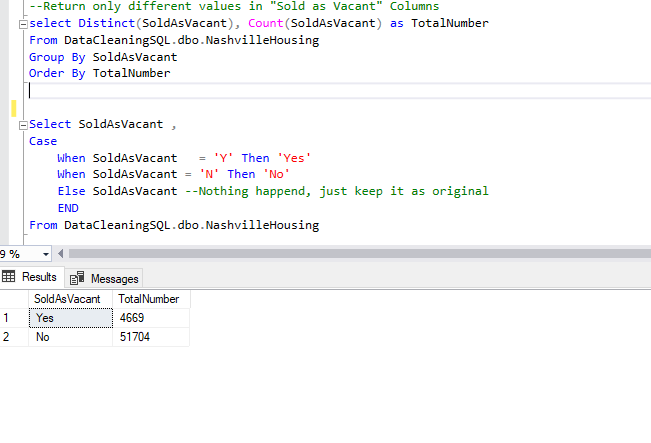 --Return only different values in "Sold as Vacant" Columns
select Distinct(SoldAsVacant), Count(SoldAsVacant) as TotalNumber
From DataCleaningSQL.dbo.NashvilleHousing
Group By SoldAsVacant
Order By TotalNumber
Select SoldAsVacant ,
Case
When SoldAsVacant = 'Y' Then 'Yes'
When SoldAsVacant = 'N' Then 'No'
Else SoldAsVacant --Nothing happend, just keep it as original
END
From DataCleaningSQL.dbo.NashvilleHousing
9 %
Results Messages
SoldAsVacant TotalNumber
1 Yes 4669
2 No 51704